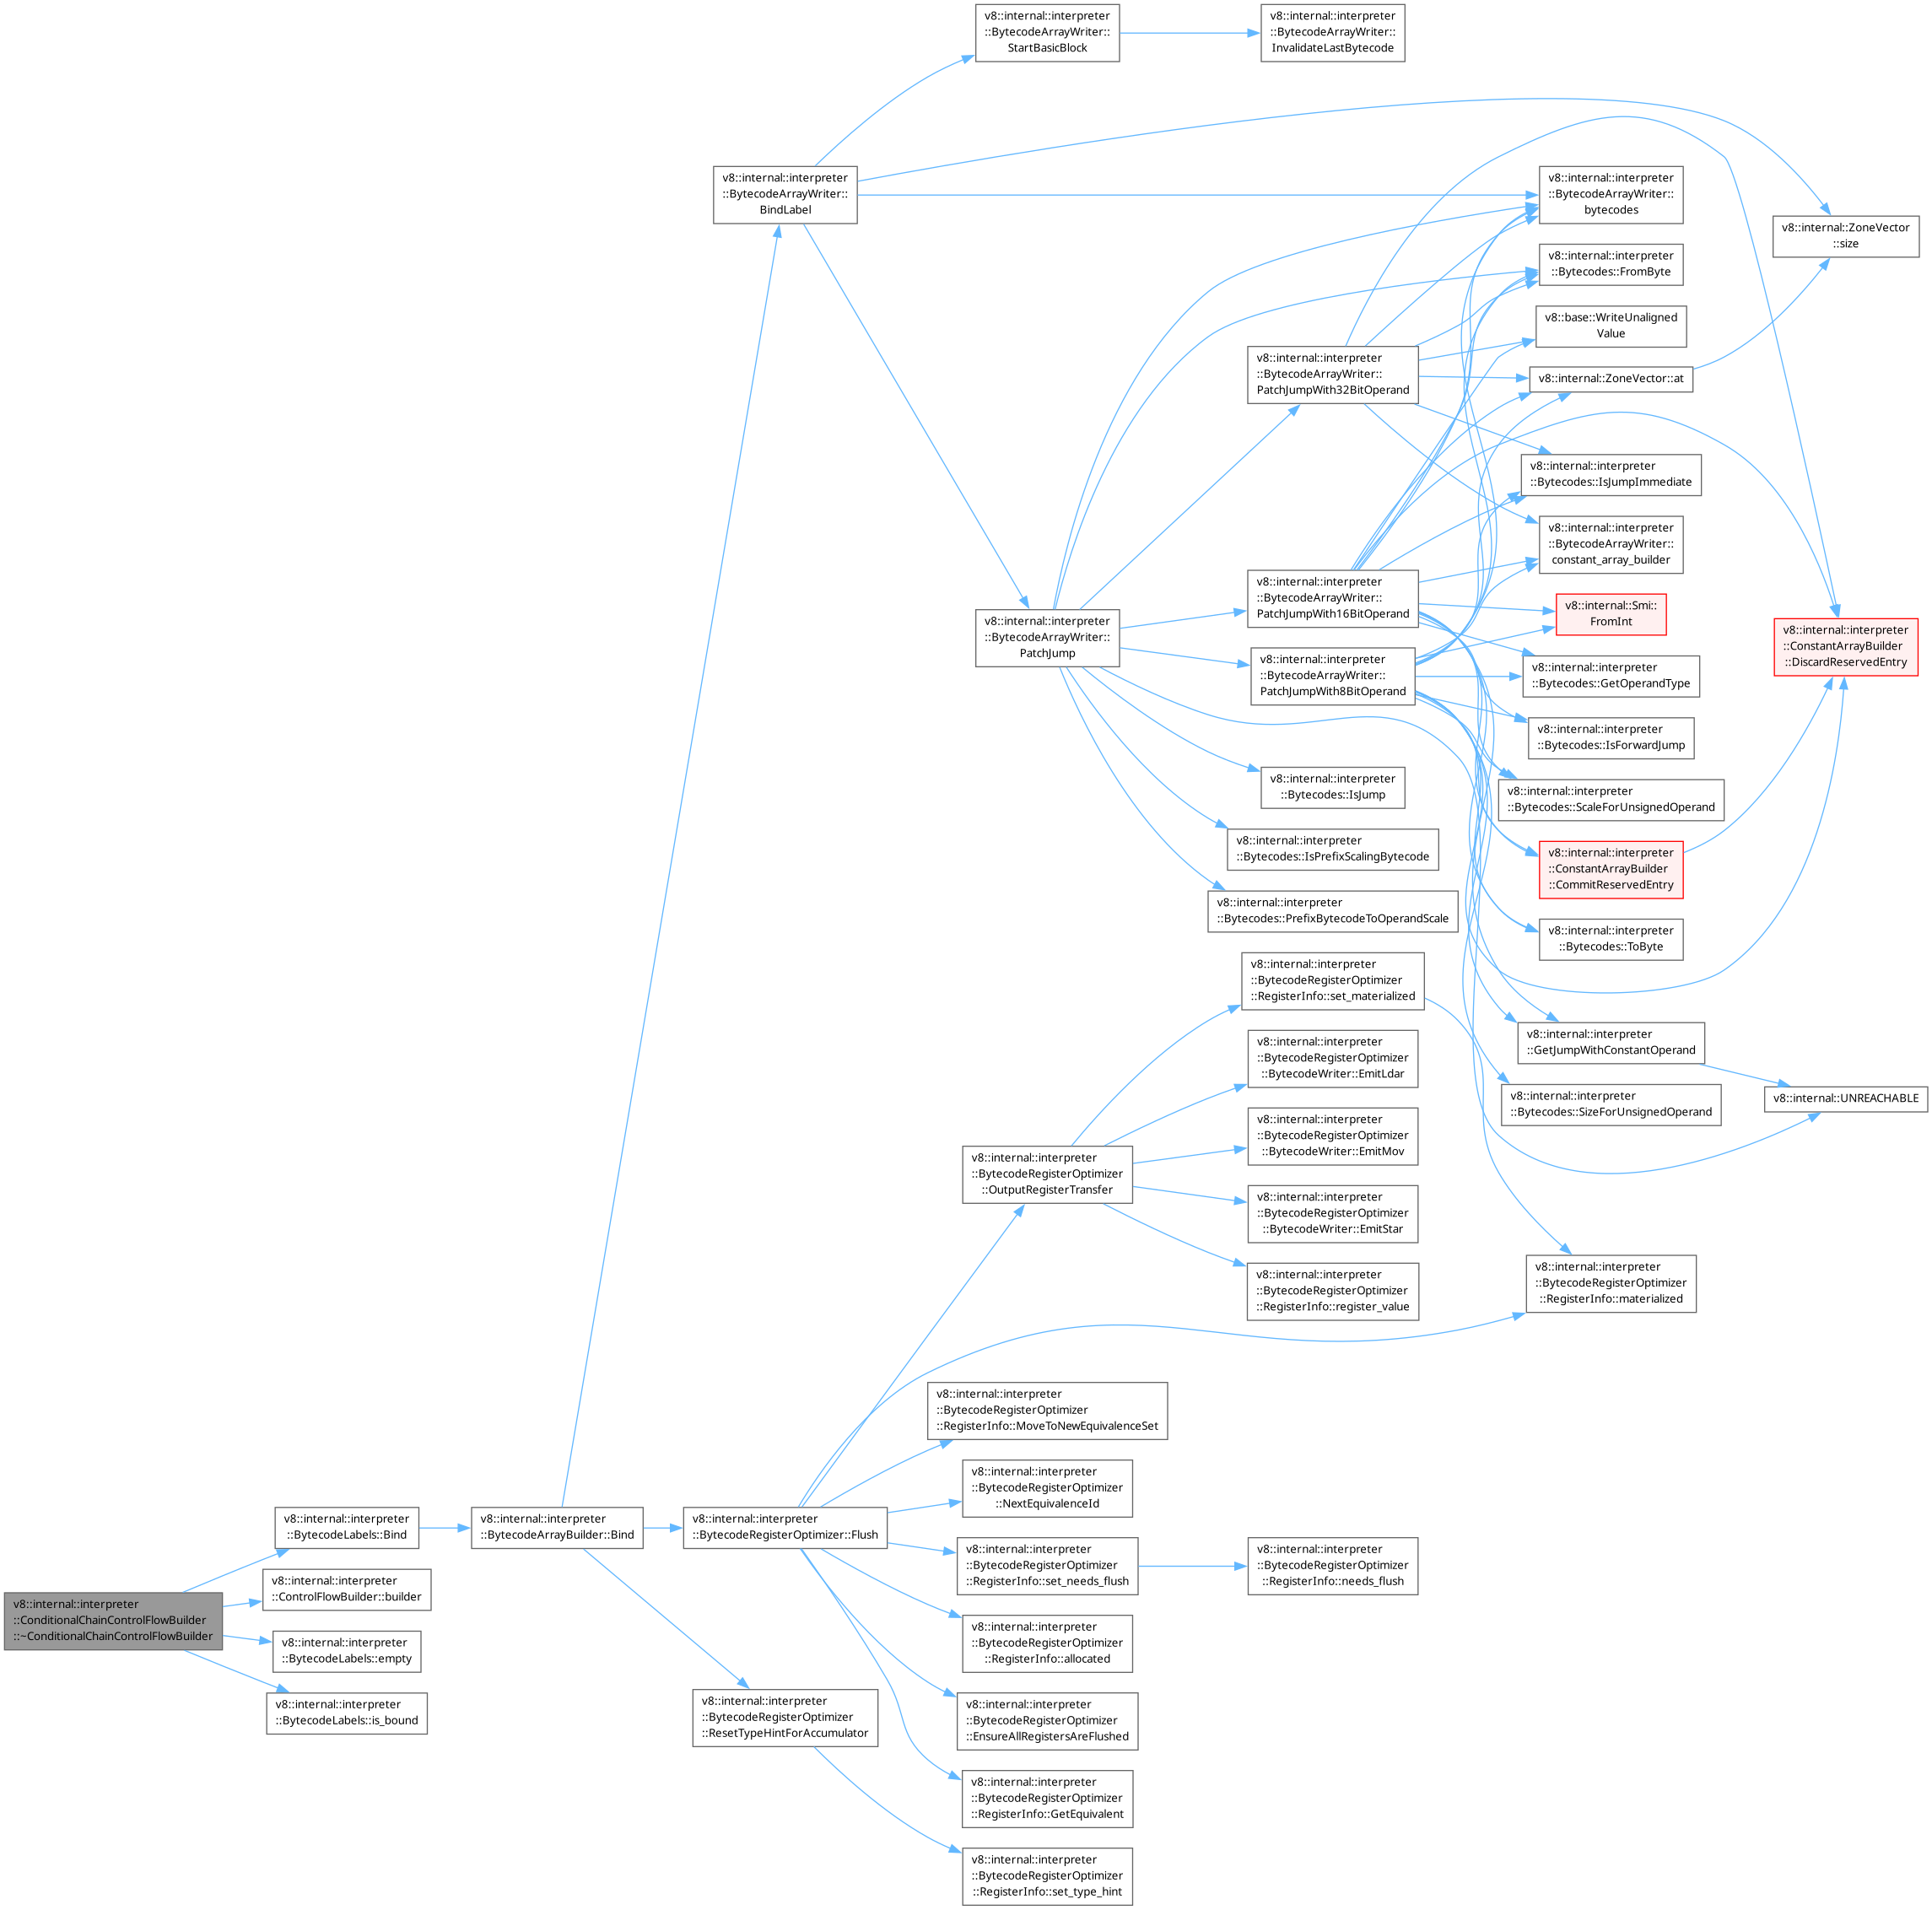 v8::internal::interpreter
::BytecodeArrayWriter::
StartBasicBlock
v8::internal::interpreter
::BytecodeArrayWriter::
InvalidateLastBytecode
v8::internal::interpreter
::BytecodeArrayWriter::
BindLabel
v8::internal::interpreter
::BytecodeArrayWriter::
bytecodes
v8::internal::ZoneVector
::size
v8::internal::interpreter
::Bytecodes::FromByte
v8::base::WriteUnaligned
Value
v8::internal::interpreter
::BytecodeArrayWriter::
PatchJumpWith32BitOperand
v8::internal::ZoneVector::at
v8::internal::interpreter
::Bytecodes::IsJumpImmediate
v8::internal::interpreter
::BytecodeArrayWriter::
constant_array_builder
v8::internal::interpreter
::BytecodeArrayWriter::
PatchJumpWith16BitOperand
v8::internal::Smi::
FromInt
v8::internal::interpreter
::BytecodeArrayWriter::
PatchJump
v8::internal::interpreter
::ConstantArrayBuilder
::DiscardReservedEntry
v8::internal::interpreter
::BytecodeArrayWriter::
PatchJumpWith8BitOperand
v8::internal::interpreter
::Bytecodes::GetOperandType
v8::internal::interpreter
::Bytecodes::IsForwardJump
v8::internal::interpreter
::Bytecodes::IsJump
v8::internal::interpreter
::Bytecodes::ScaleForUnsignedOperand
v8::internal::interpreter
::Bytecodes::IsPrefixScalingBytecode
v8::internal::interpreter
::ConstantArrayBuilder
::CommitReservedEntry
v8::internal::interpreter
::Bytecodes::PrefixBytecodeToOperandScale
v8::internal::interpreter
::Bytecodes::ToByte
v8::internal::interpreter
::BytecodeRegisterOptimizer
::RegisterInfo::set_materialized
v8::internal::interpreter
::GetJumpWithConstantOperand
v8::internal::interpreter
::BytecodeRegisterOptimizer
::BytecodeWriter::EmitLdar
v8::internal::interpreter
::Bytecodes::SizeForUnsignedOperand
v8::internal::UNREACHABLE
v8::internal::interpreter
::BytecodeRegisterOptimizer
::BytecodeWriter::EmitMov
v8::internal::interpreter
::BytecodeRegisterOptimizer
::OutputRegisterTransfer
v8::internal::interpreter
::BytecodeRegisterOptimizer
::BytecodeWriter::EmitStar
v8::internal::interpreter
::BytecodeRegisterOptimizer
::RegisterInfo::register_value
v8::internal::interpreter
::BytecodeRegisterOptimizer
::RegisterInfo::materialized
v8::internal::interpreter
::BytecodeRegisterOptimizer
::RegisterInfo::MoveToNewEquivalenceSet
v8::internal::interpreter
::BytecodeRegisterOptimizer
::NextEquivalenceId
v8::internal::interpreter
::BytecodeLabels::Bind
v8::internal::interpreter
::BytecodeArrayBuilder::Bind
v8::internal::interpreter
::BytecodeRegisterOptimizer::Flush
v8::internal::interpreter
::BytecodeRegisterOptimizer
::RegisterInfo::set_needs_flush
v8::internal::interpreter
::BytecodeRegisterOptimizer
::RegisterInfo::needs_flush
v8::internal::interpreter
::ControlFlowBuilder::builder
v8::internal::interpreter
::ConditionalChainControlFlowBuilder
::~ConditionalChainControlFlowBuilder
v8::internal::interpreter
::BytecodeLabels::empty
v8::internal::interpreter
::BytecodeRegisterOptimizer
::RegisterInfo::allocated
v8::internal::interpreter
::BytecodeLabels::is_bound
v8::internal::interpreter
::BytecodeRegisterOptimizer
::ResetTypeHintForAccumulator
v8::internal::interpreter
::BytecodeRegisterOptimizer
::EnsureAllRegistersAreFlushed
v8::internal::interpreter
::BytecodeRegisterOptimizer
::RegisterInfo::GetEquivalent
v8::internal::interpreter
::BytecodeRegisterOptimizer
::RegisterInfo::set_type_hint